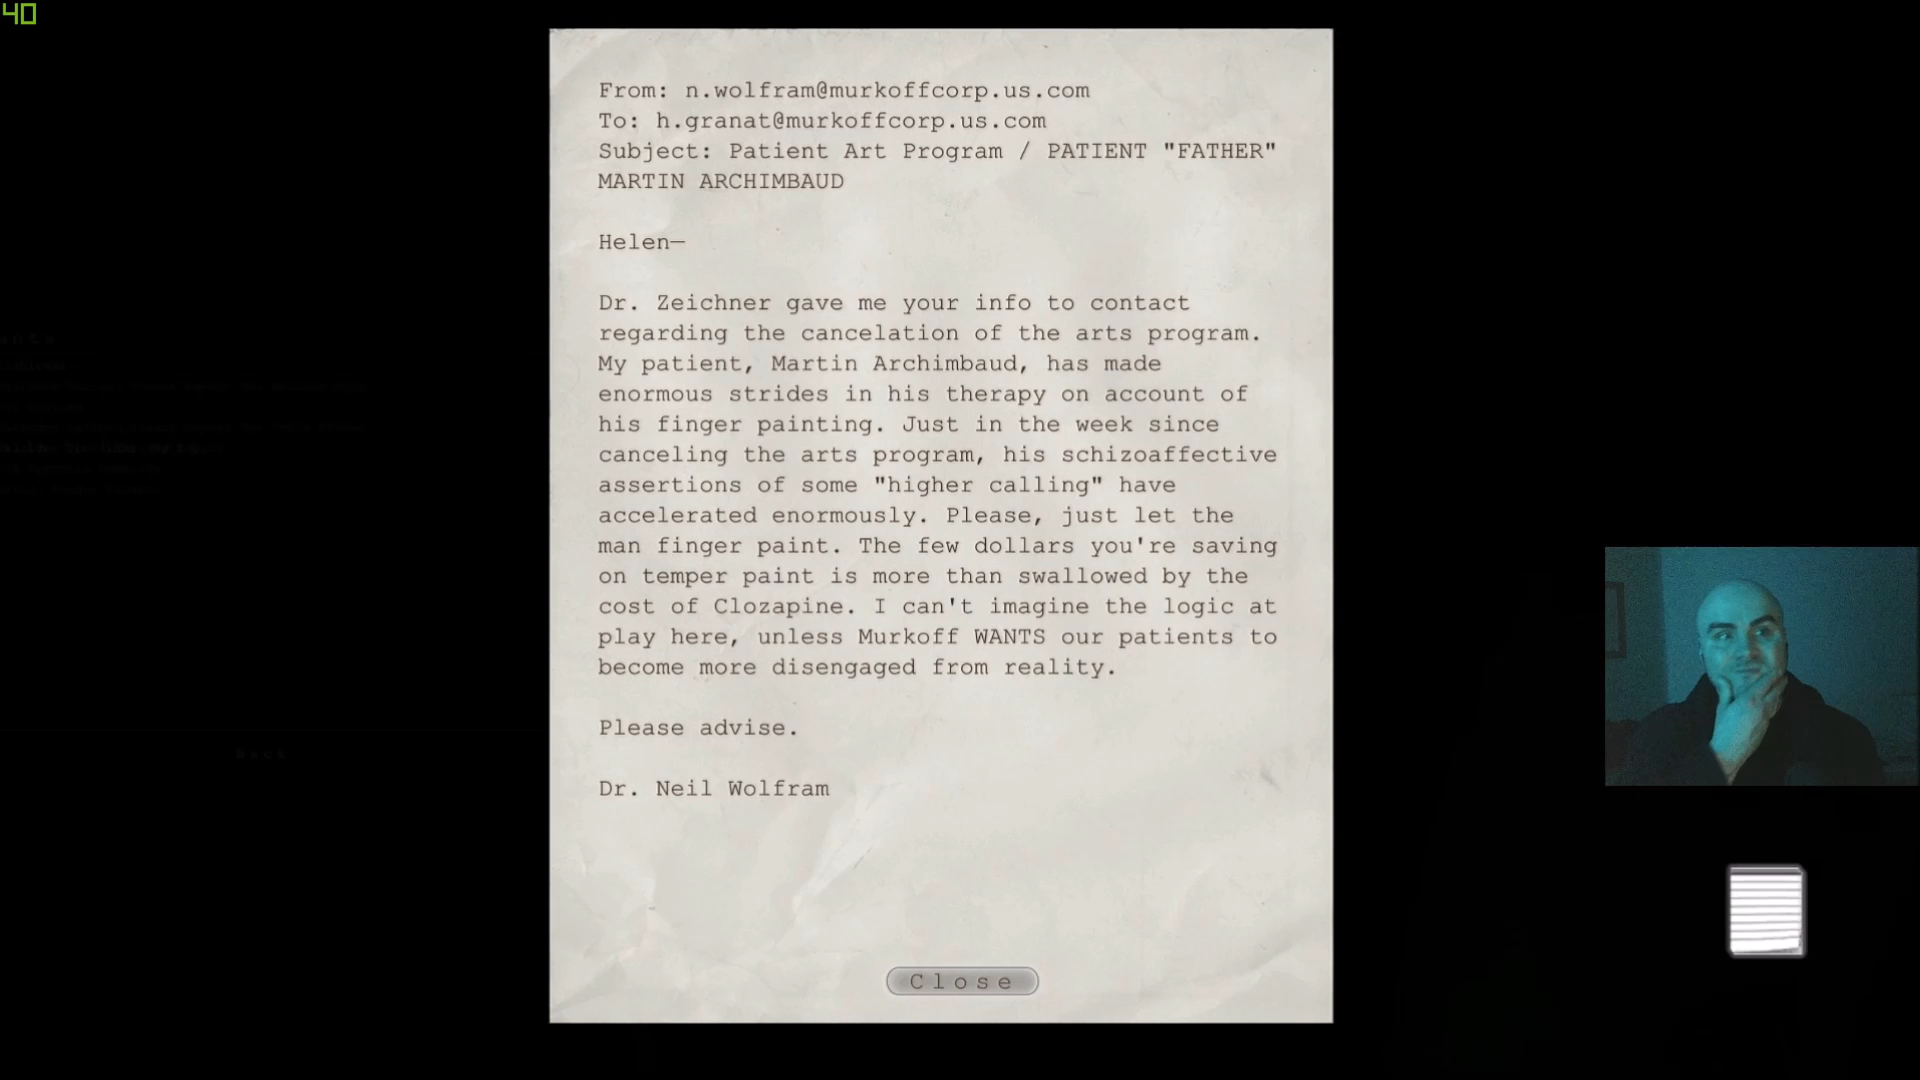 40
From: n.wolfram@murkoffcorp.us.com
To: h.granat@murkoffcorp.us.com
Subject: Patient Art Program / PATIENT "FATHER"
MARTIN ARCHIMBAUD
Helen—
Dr. Zeichner gave me your info to contact
regarding the cancelation of the arts program.
My patient, Martin Archimbaud, has made
enormous strides in his therapy on account of
his finger painting. Just in the week since
canceling the arts program, his schizoaffective
assertions of some "higher calling" have
accelerated enormously. Please, just let the
man finger paint. The few dollars you're saving
on temper paint is more than swallowed by the
cost of Clozapine. I can't imagine the logic at
play here, unless Murkoff WANTS our patients to
become more disengaged from reality.
Please advise.
Dr. Neil Wolfram
Back
Close